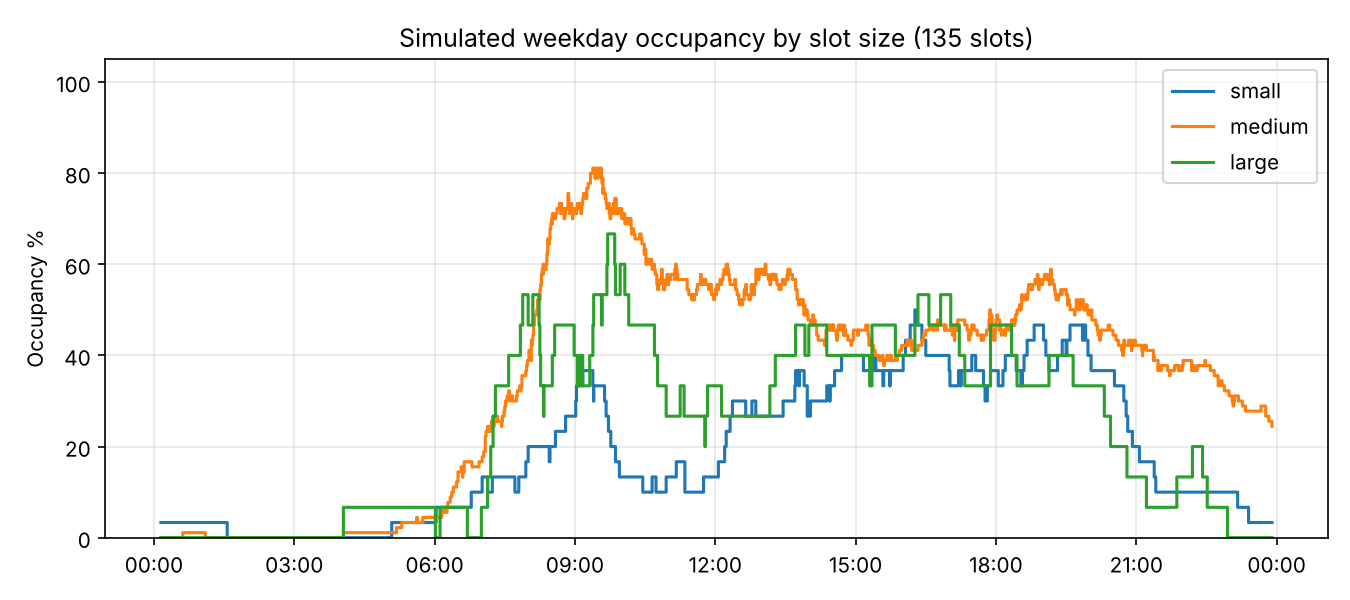 Simulated weekday occupancy by slot size (135 slots)
small
medium
large
Occupancy %
100
80
60
40
20
0
00:00 03:00 06:00 09:00 12:00 15:00 18:00 21:00 00:00